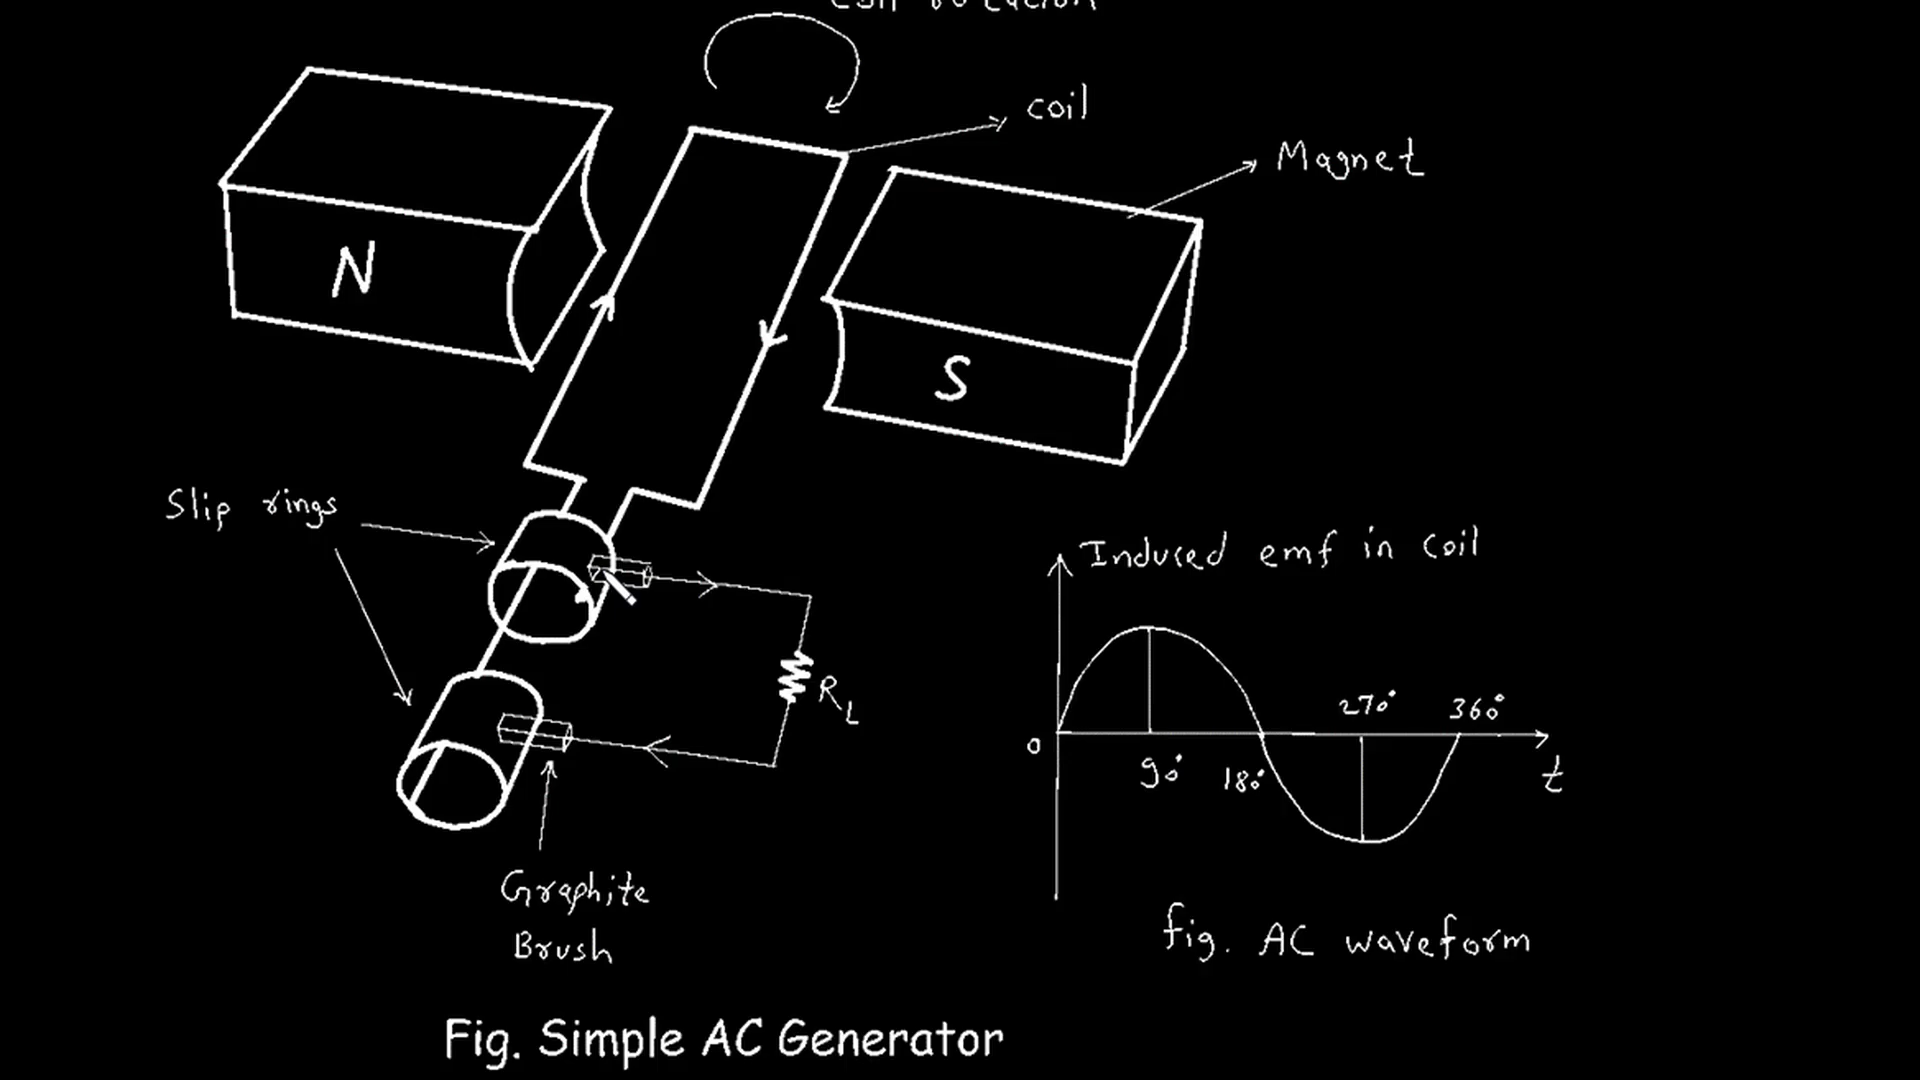 coil
Magnet
N
S
Slip rings
R_L
Graphite
Brush
Induced emf in coil
0
90°
180°
270°
360°
t
fig. AC waveform
Fig. Simple AC Generator